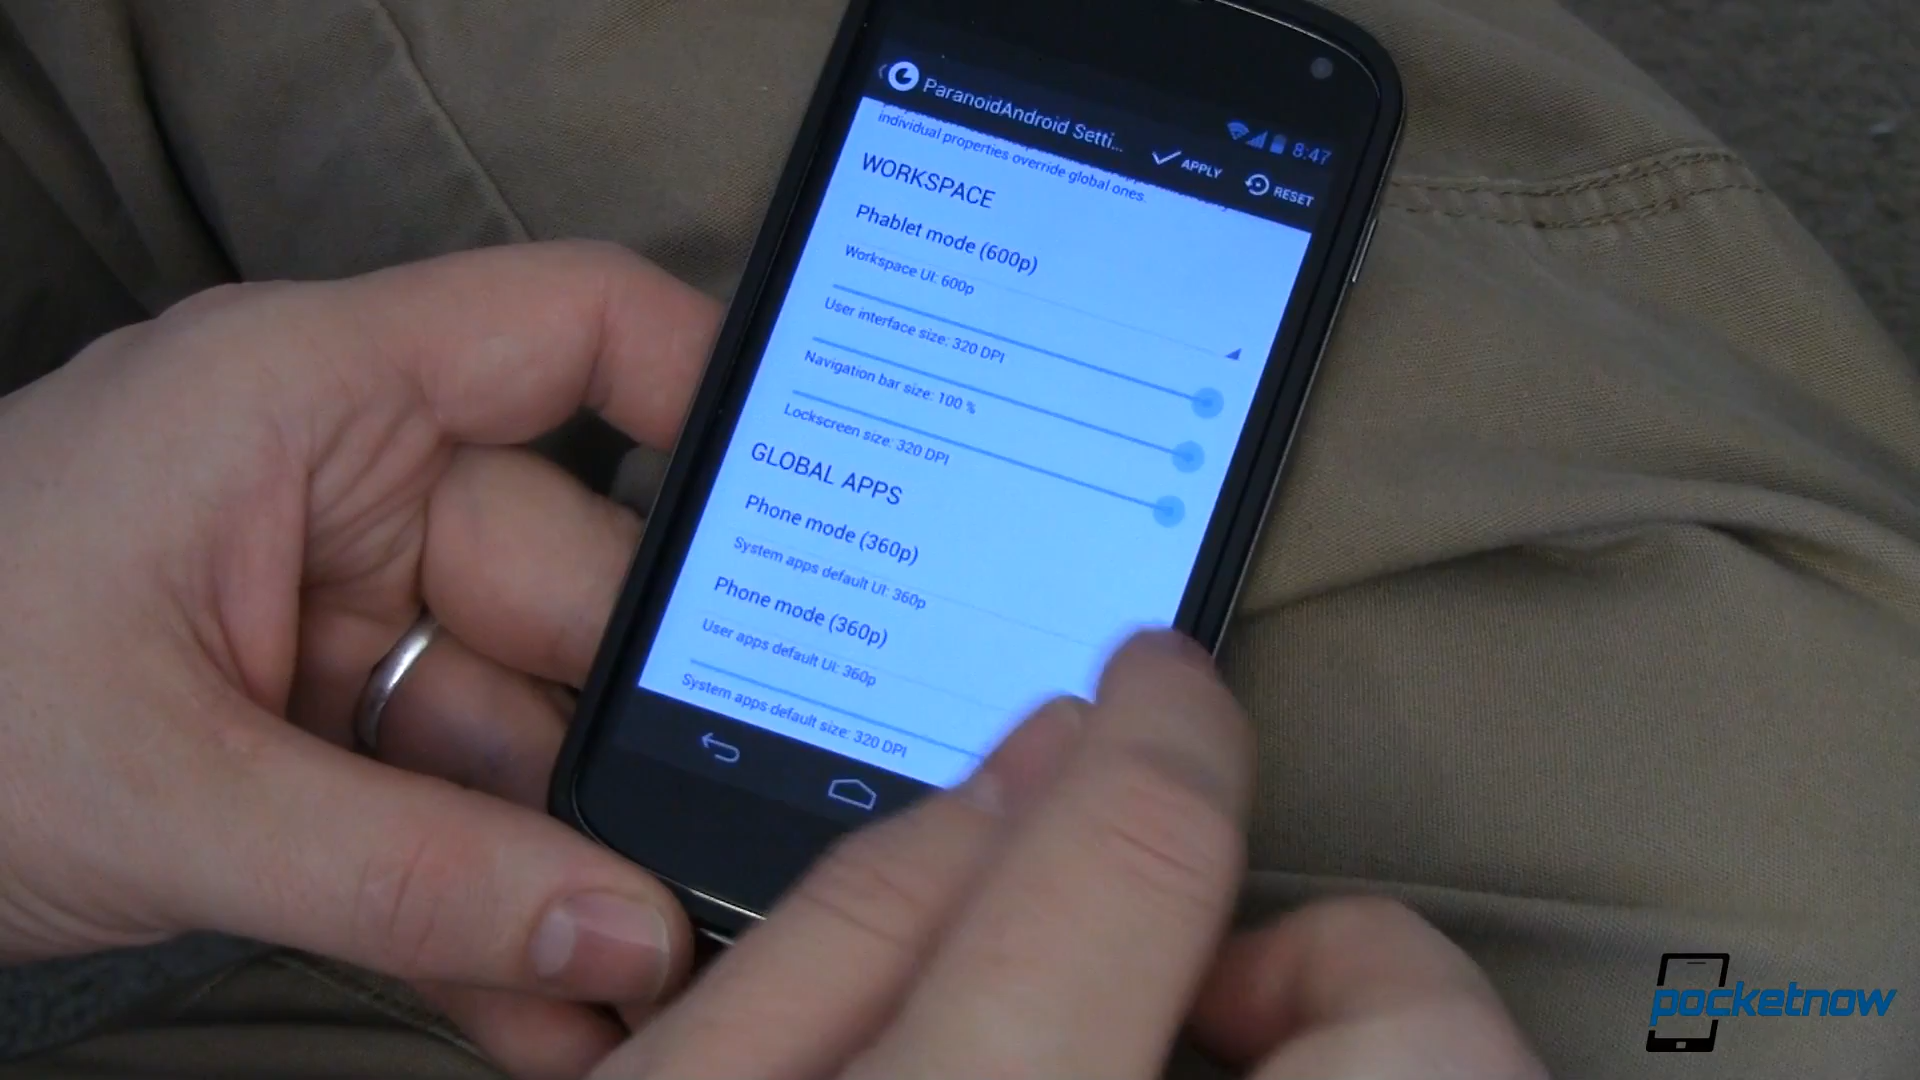 ParanoidAndroid Setti...
8:47
APPLY
RESET
individual properties override global ones.
WORKSPACE
Phablet mode (600p)
Workspace UI: 600p
User interface size: 320 DPI
Navigation bar size: 100 %
Lockscreen size: 320 DPI
GLOBAL APPS
Phone mode (360p)
System apps default UI: 360p
Phone mode (360p)
User apps default UI: 360p
System apps default size: 320 DPI
pocketnow